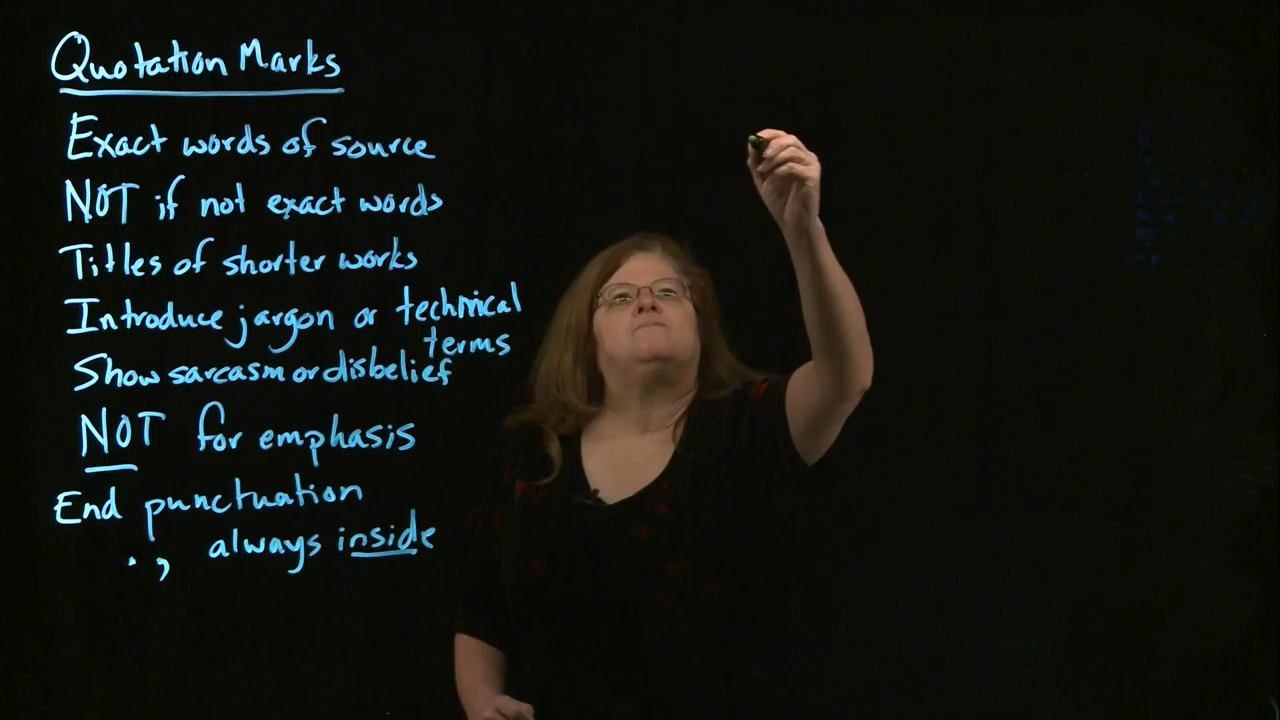 Quotation Marks
Exact words of source
NOT if not exact words
Titles of shorter works
Introduce jargon or technical
terms
Show sarcasm or disbelief
NOT for emphasis
End punctuation
. , always inside